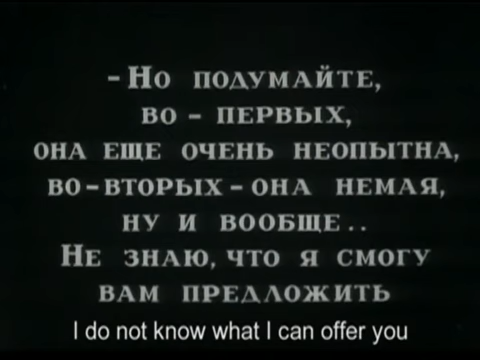 -Но подумайте,
во - первых,
она еще очень неопытна,
во-вторых - она немая,
ну и вообще..
Не знаю, что я смогу
вам предложить
I do not know what I can offer you